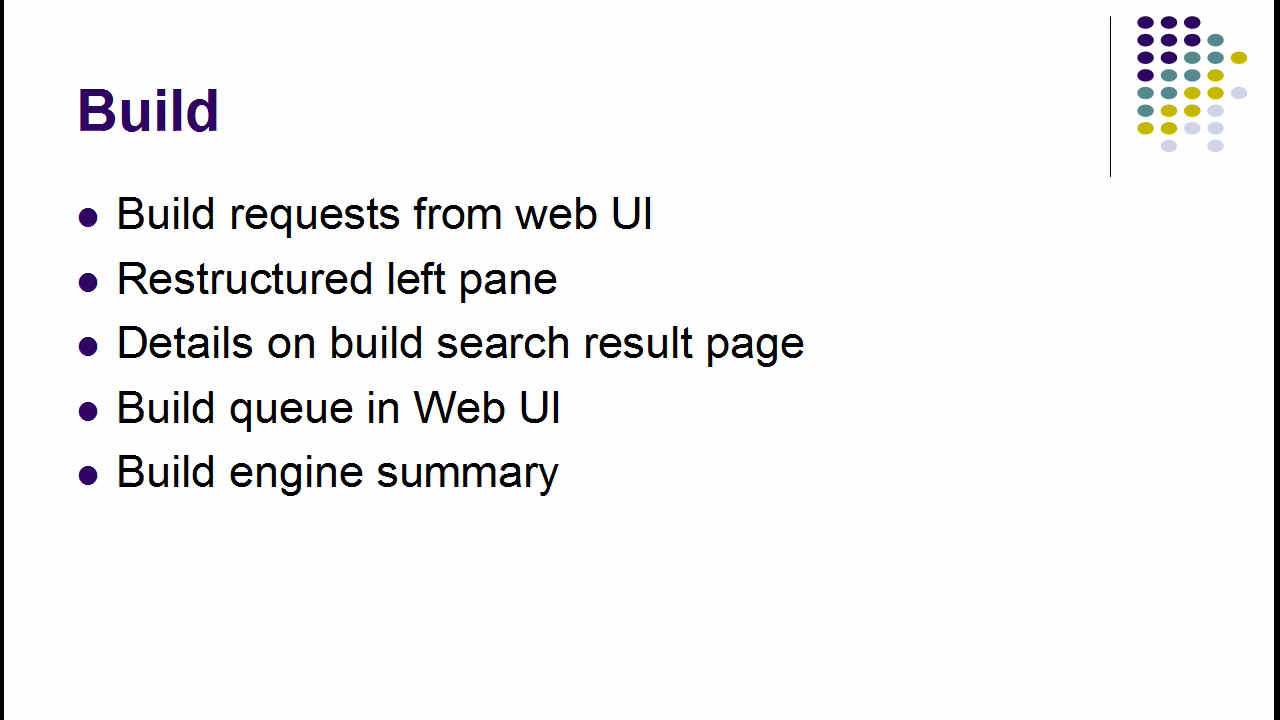 Build
Build requests from web UI
Restructured left pane
Details on build search result page
Build queue in Web UI
Build engine summary